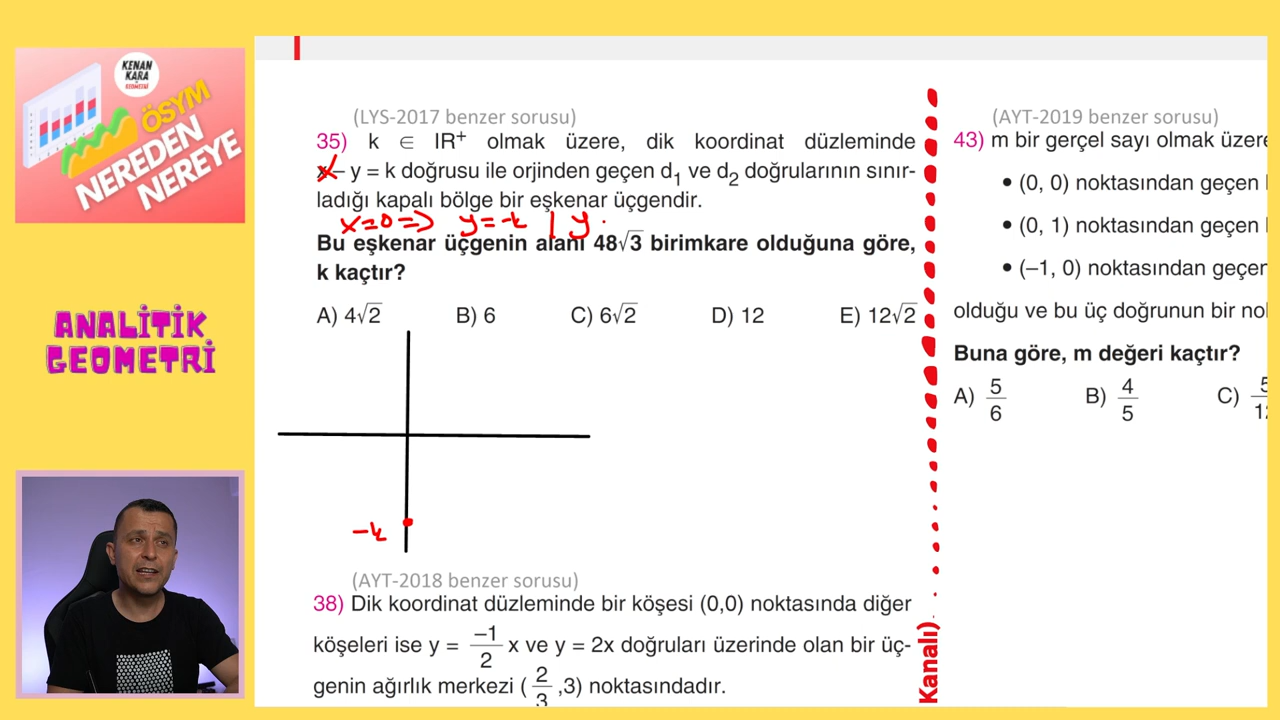 KENAN
KARA
GEOMETRİ
ÖSYM
NEREDEN
NEREYE
ANALİTİK
GEOMETRİ
(LYS-2017 benzer sorusu)
35) k ∈ IR⁺ olmak üzere, dik koordinat düzleminde
x – y = k doğrusu ile orjinden geçen d₁ ve d₂ doğrularının sınır-
ladığı kapalı bölge bir eşkenar üçgendir.
x=0 => y=-k | y
Bu eşkenar üçgenin alanı 48√3 birimkare olduğuna göre,
k kaçtır?
A) 4√2 B) 6 C) 6√2 D) 12 E) 12√2
-k
(AYT-2018 benzer sorusu)
38) Dik koordinat düzleminde bir köşesi (0,0) noktasında diğer
köşeleri ise y = –1/2 x ve y = 2x doğruları üzerinde olan bir üç-
genin ağırlık merkezi ( 2/3 ,3) noktasındadır.
Kanalı)
(AYT-2019 benzer sorusu)
43) m bir gerçel sayı olmak üzere
• (0, 0) noktasından geçen
• (0, 1) noktasından geçen
• (–1, 0) noktasından geçen
olduğu ve bu üç doğrunun bir
Buna göre, m değeri kaçtır?
A) 5/6 B) 4/5 C)